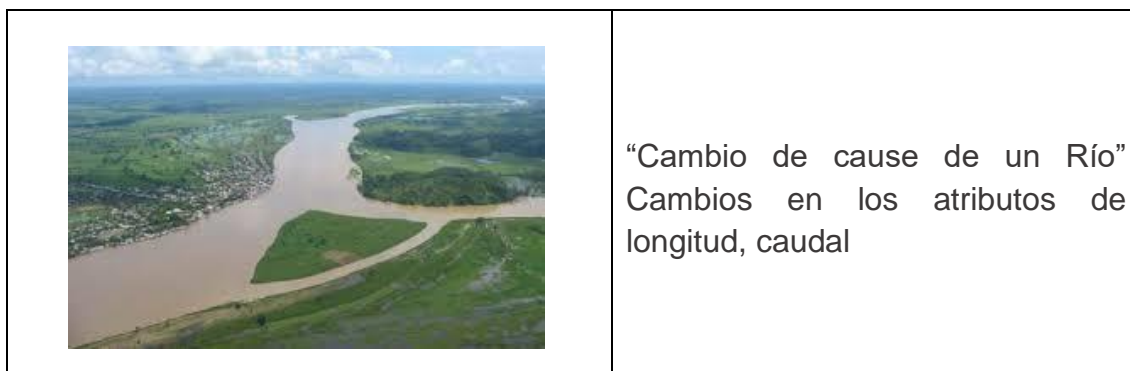 “Cambio de cause de un Río”
Cambios en los atributos de
longitud, caudal